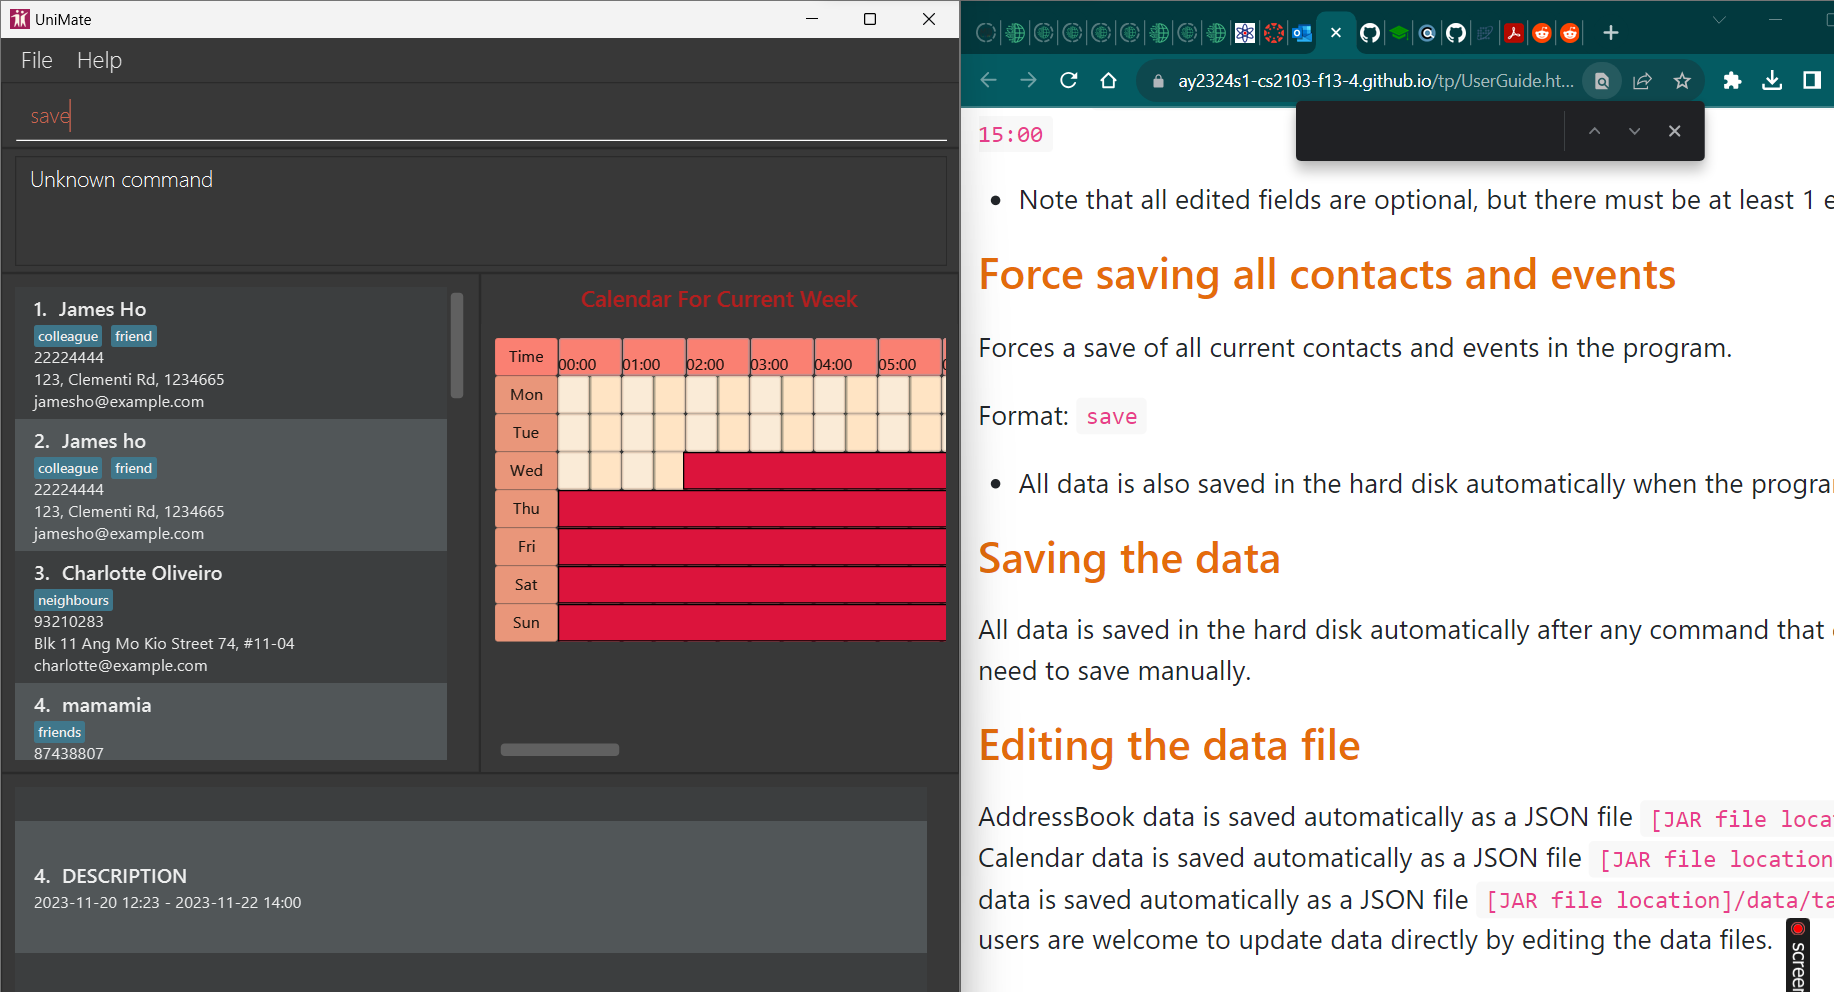 UniMate
File Help
save
Unknown command
1. James Ho
colleague friend
22224444
123, Clementi Rd, 1234665
jamesho@example.com
2. James ho
colleague friend
22224444
123, Clementi Rd, 1234665
jamesho@example.com
3. Charlotte Oliveiro
neighbours
93210283
Blk 11 Ang Mo Kio Street 74, #11-04
charlotte@example.com
4. mamamia
friends
87438807
Calendar For Current Week
Time 00:00 01:00 02:00 03:00 04:00 05:00
Mon
Tue
Wed
Thu
Fri
Sat
Sun
4. DESCRIPTION
2023-11-20 12:23 - 2023-11-22 14:00
ay2324s1-cs2103-f13-4.github.io/tp/UserGuide.ht...
15:00
Note that all edited fields are optional, but there must be at least 1 e
Force saving all contacts and events
Forces a save of all current contacts and events in the program.
Format: save
All data is also saved in the hard disk automatically when the progra
Saving the data
All data is saved in the hard disk automatically after any command that
need to save manually.
Editing the data file
AddressBook data is saved automatically as a JSON file [JAR file loca
Calendar data is saved automatically as a JSON file [JAR file location
data is saved automatically as a JSON file [JAR file location]/data/ta
users are welcome to update data directly by editing the data files.
screen